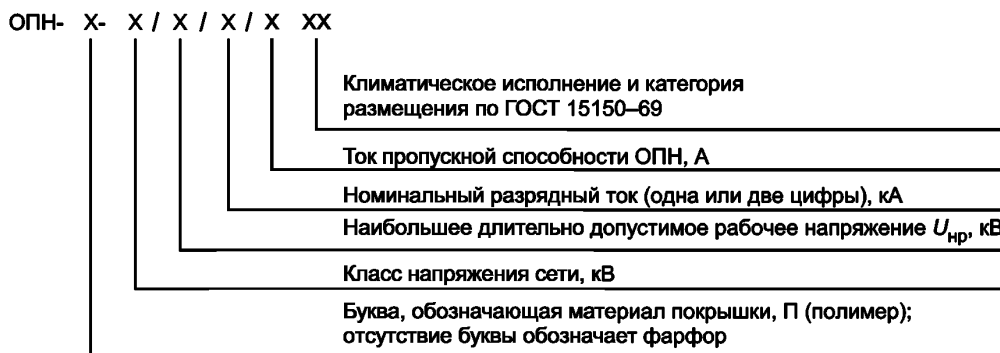 ОПН- Х- Х / Х / Х / Х ХХ
Климатическое исполнение и категория
размещения по ГОСТ 15150–69
Ток пропускной способности ОПН, А
Номинальный разрядный ток (одна или две цифры), кА
Наибольшее длительно допустимое рабочее напряжение Uнр, кВ
Класс напряжения сети, кВ
Буква, обозначающая материал покрышки, П (полимер);
отсутствие буквы обозначает фарфор